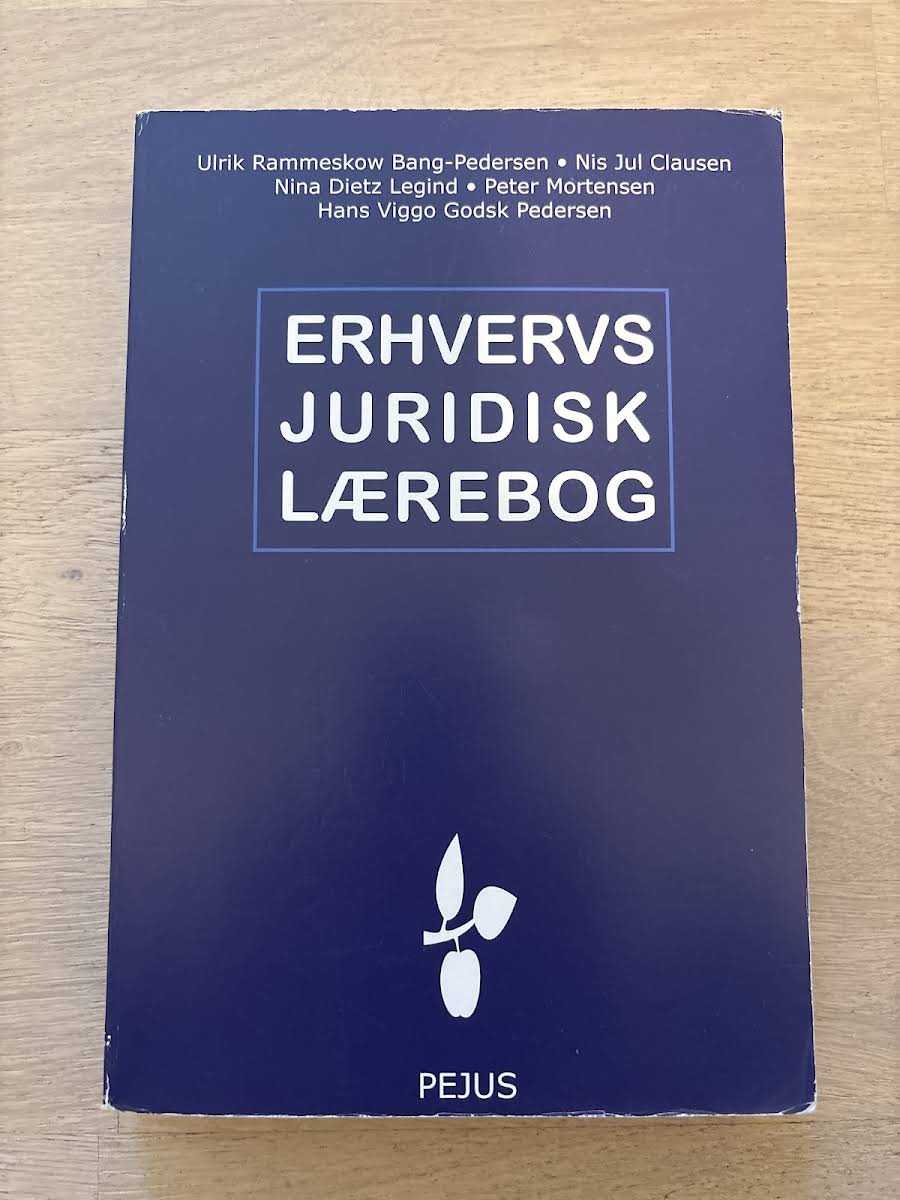 Ulrik Rammeskow Bang-Pedersen • Nis Jul Clausen
Nina Dietz Legind • Peter Mortensen
Hans Viggo Godsk Pedersen
ERHVERVS
JURIDISK
LÆREBOG
PEJUS